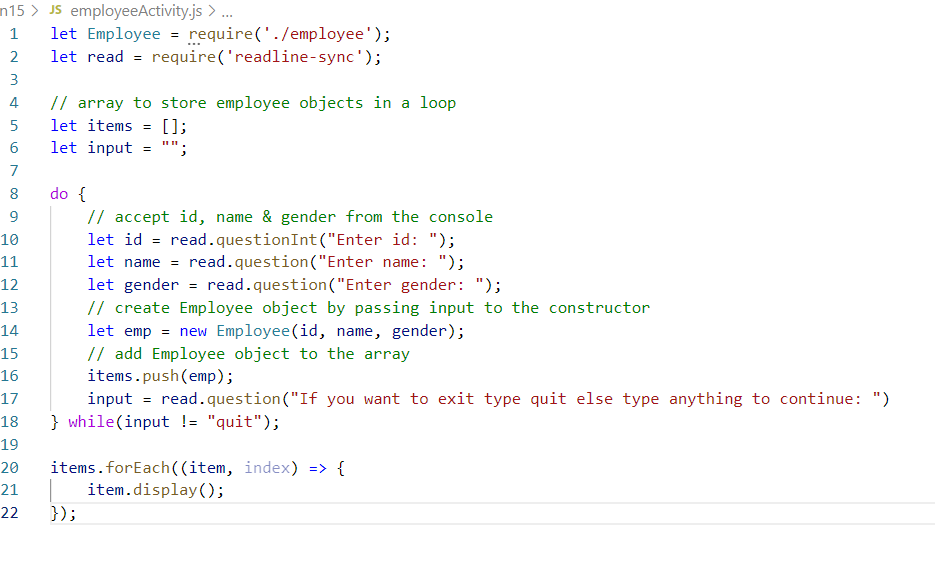 n15 > JS employeeActivity.js > ...
1 let Employee = require('./employee');
2 let read = require('readline-sync');
3
4 // array to store employee objects in a loop
5 let items = [];
6 let input = "";
7
8 do {
9 // accept id, name & gender from the console
10 let id = read.questionInt("Enter id: ");
11 let name = read.question("Enter name: ");
12 let gender = read.question("Enter gender: ");
13 // create Employee object by passing input to the constructor
14 let emp = new Employee(id, name, gender);
15 // add Employee object to the array
16 items.push(emp);
17 input = read.question("If you want to exit type quit else type anything to continue: ")
18 } while(input != "quit");
19
20 items.forEach((item, index) => {
21 item.display();
22 });